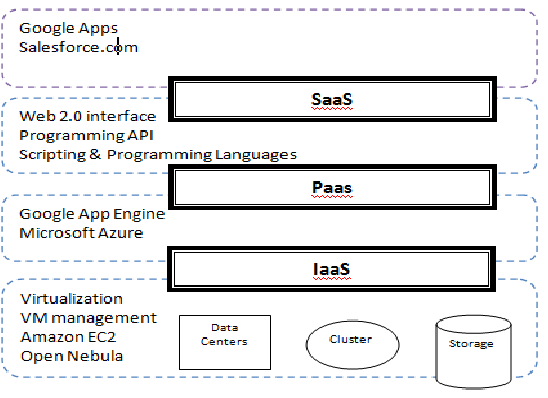 Google Apps
Salesforce.com
SaaS
Web 2.0 interface
Programming API
Scripting & Programming Languages
Paas
Google App Engine
Microsoft Azure
IaaS
Virtualization
VM management
Amazon EC2
Open Nebula
Data
Centers
Cluster
Storage